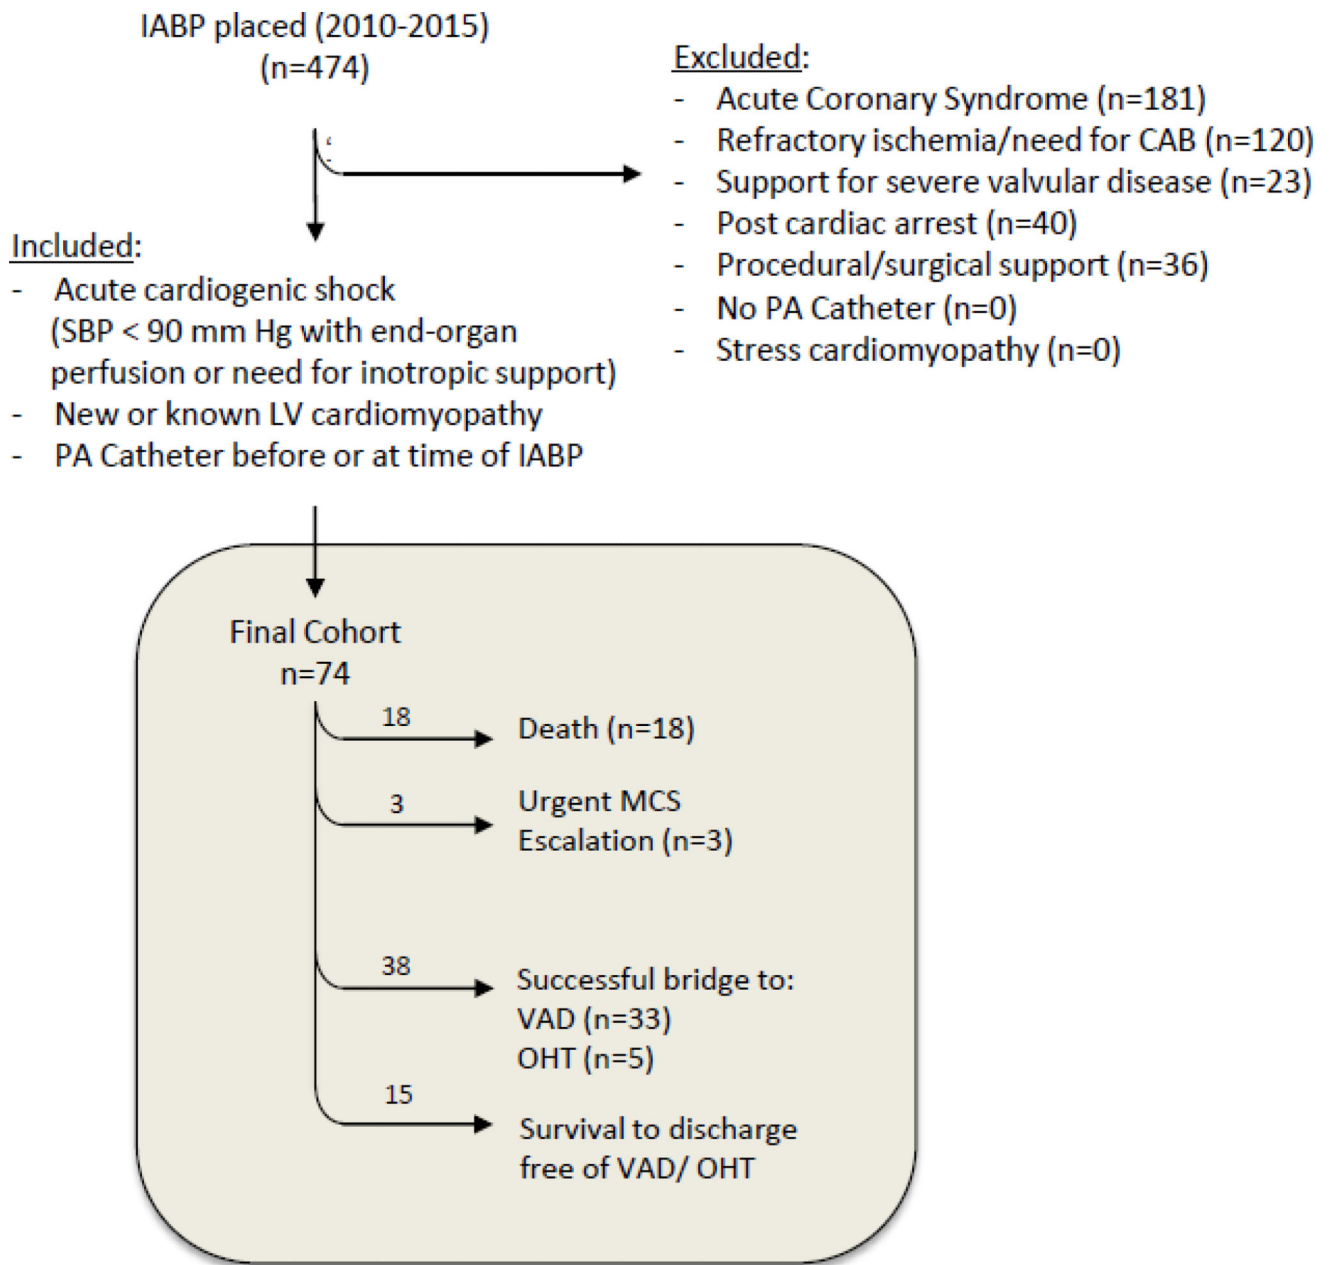 IABP placed (2010-2015)
(n=474)
Excluded:
- Acute Coronary Syndrome (n=181)
- Refractory ischemia/need for CAB (n=120)
- Support for severe valvular disease (n=23)
- Post cardiac arrest (n=40)
- Procedural/surgical support (n=36)
- No PA Catheter (n=0)
- Stress cardiomyopathy (n=0)
Included:
- Acute cardiogenic shock
(SBP < 90 mm Hg with end-organ
perfusion or need for inotropic support)
- New or known LV cardiomyopathy
- PA Catheter before or at time of IABP
Final Cohort
n=74
18
Death (n=18)
3
Urgent MCS
Escalation (n=3)
38
Successful bridge to:
VAD (n=33)
OHT (n=5)
15
Survival to discharge
free of VAD/ OHT